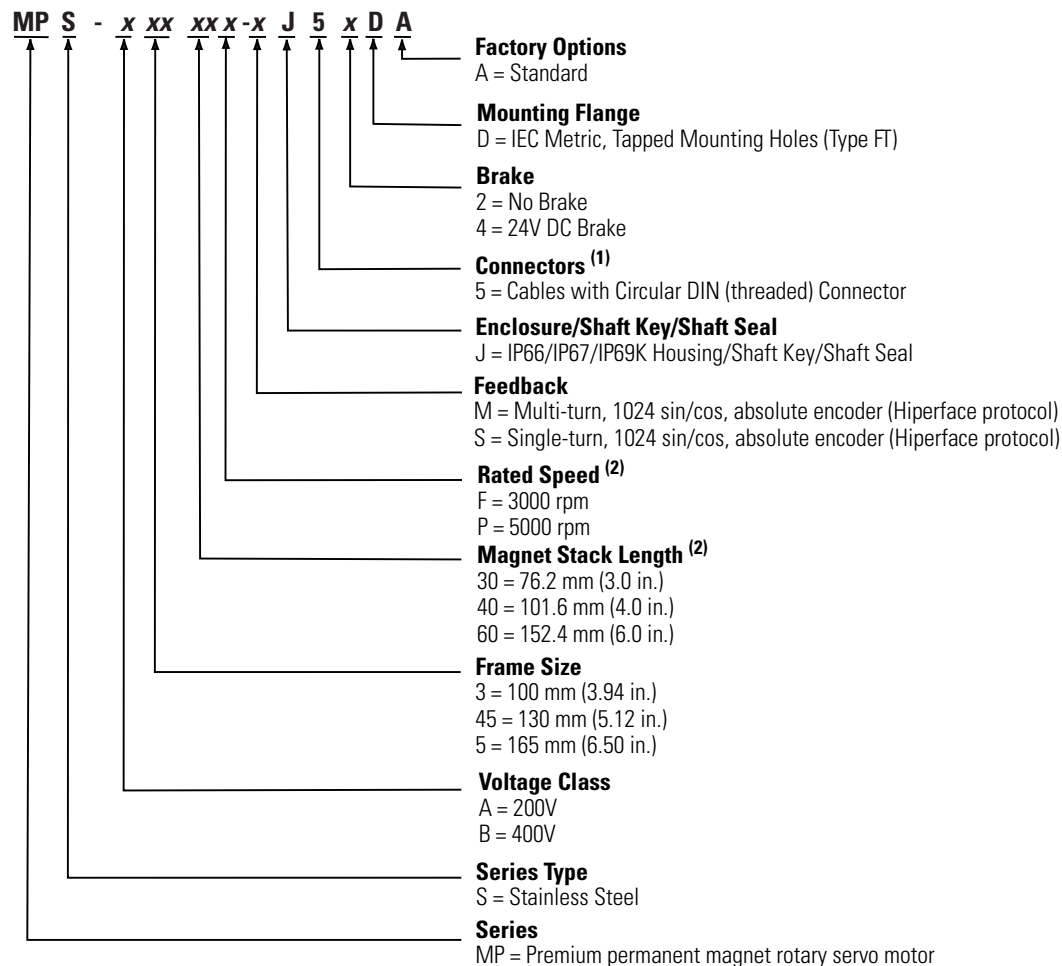 MP S - x xx xx x -x J 5 x D A
Factory Options
A = Standard
Mounting Flange
D = IEC Metric, Tapped Mounting Holes (Type FT)
Brake
2 = No Brake
4 = 24V DC Brake
Connectors (1)
5 = Cables with Circular DIN (threaded) Connector
Enclosure/Shaft Key/Shaft Seal
J = IP66/IP67/IP69K Housing/Shaft Key/Shaft Seal
Feedback
M = Multi-turn, 1024 sin/cos, absolute encoder (Hiperface protocol)
S = Single-turn, 1024 sin/cos, absolute encoder (Hiperface protocol)
Rated Speed (2)
F = 3000 rpm
P = 5000 rpm
Magnet Stack Length (2)
30 = 76.2 mm (3.0 in.)
40 = 101.6 mm (4.0 in.)
60 = 152.4 mm (6.0 in.)
Frame Size
3 = 100 mm (3.94 in.)
45 = 130 mm (5.12 in.)
5 = 165 mm (6.50 in.)
Voltage Class
A = 200V
B = 400V
Series Type
S = Stainless Steel
Series
MP = Premium permanent magnet rotary servo motor